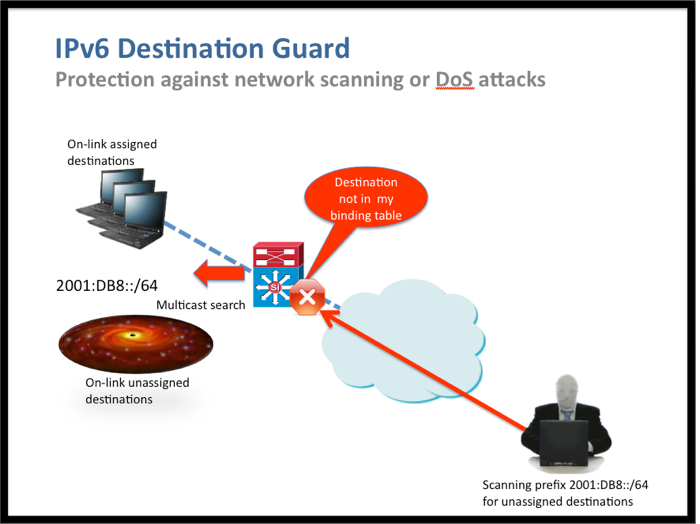 IPv6 Destination Guard
Protection against network scanning or DoS attacks
On-link assigned
destinations
Destination
not in my
binding table
2001:DB8::/64
Si
Multicast search
On-link unassigned
destinations
Scanning prefix 2001:DB8::/64
for unassigned destinations